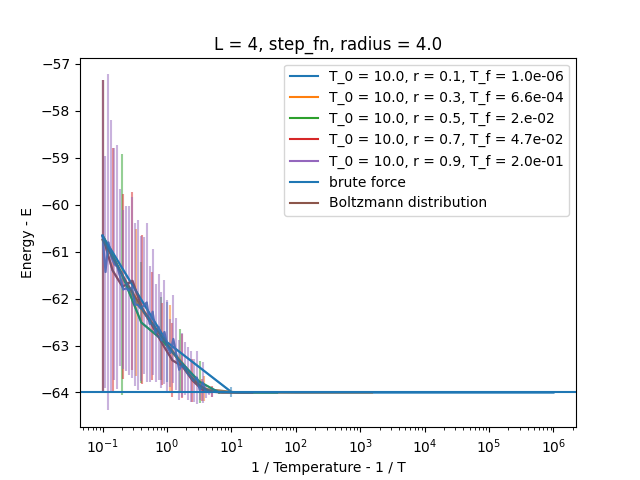 L = 4, step_fn, radius = 4.0
T_0 = 10.0, r = 0.1, T_f = 1.0e-06
T_0 = 10.0, r = 0.3, T_f = 6.6e-04
T_0 = 10.0, r = 0.5, T_f = 2.e-02
T_0 = 10.0, r = 0.7, T_f = 4.7e-02
T_0 = 10.0, r = 0.9, T_f = 2.0e-01
brute force
Boltzmann distribution
Energy - E
−57
−58
−59
−60
−61
−62
−63
−64
10⁻¹ 10⁰ 10¹ 10² 10³ 10⁴ 10⁵ 10⁶
1 / Temperature - 1 / T